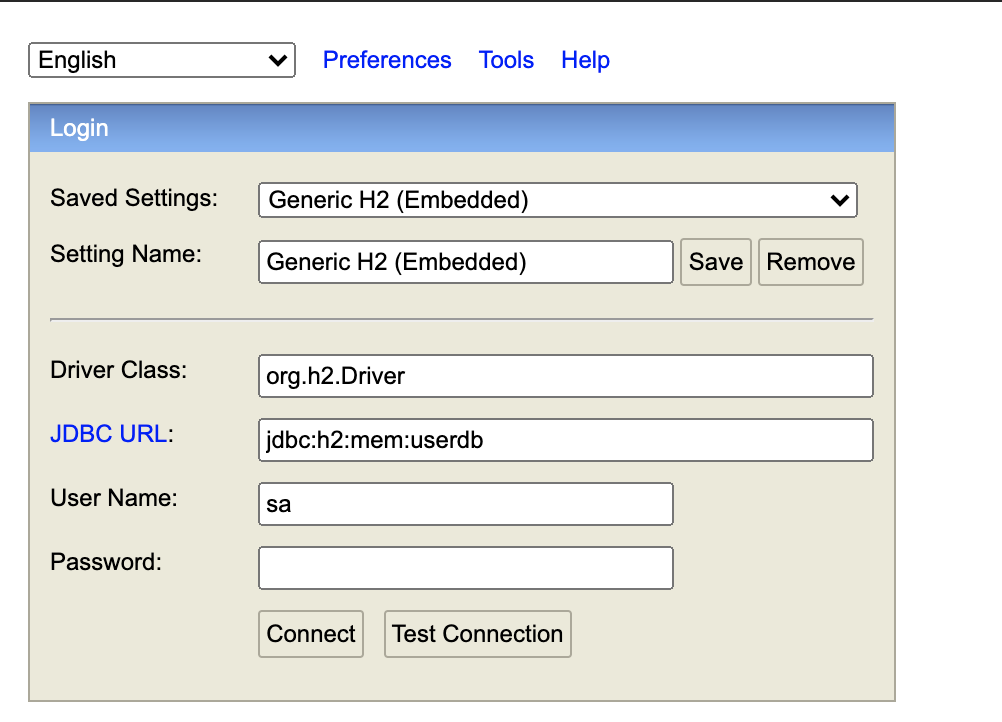 English Preferences Tools Help
Login
Saved Settings: Generic H2 (Embedded)
Setting Name: Generic H2 (Embedded) Save Remove
Driver Class: org.h2.Driver
JDBC URL: jdbc:h2:mem:userdb
User Name: sa
Password:
Connect Test Connection